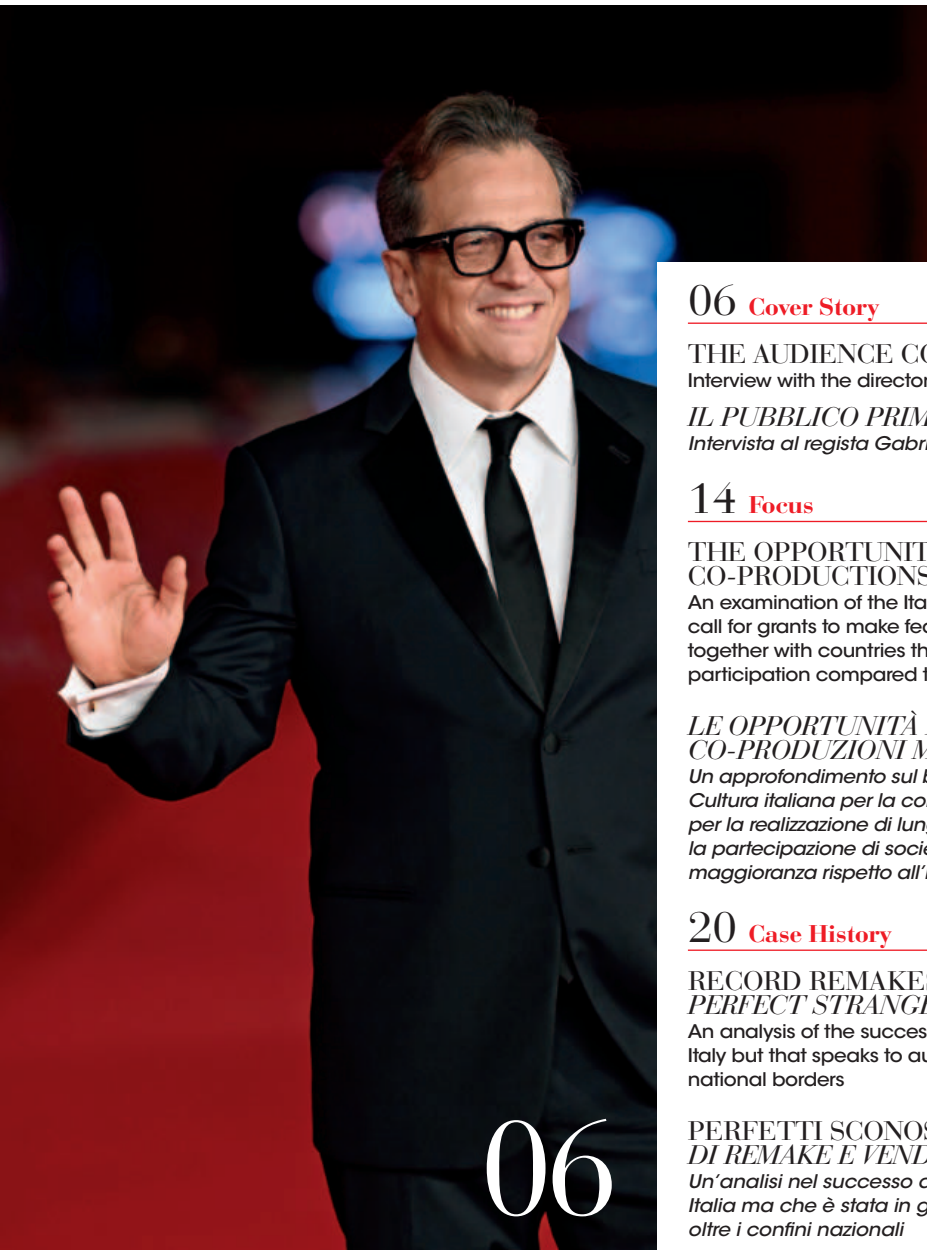 06 Cover Story
THE AUDIENCE CO
Interview with the director
IL PUBBLICO PRIM
Intervista al regista Gabri
14 Focus
THE OPPORTUNIT
CO-PRODUCTIONS
An examination of the Ita
call for grants to make fea
together with countries th
participation compared t
LE OPPORTUNITÀ
CO-PRODUZIONI M
Un approfondimento sul b
Cultura italiana per la co
per la realizzazione di lun
la partecipazione di socie
maggioranza rispetto all'I
20 Case History
RECORD REMAKES
PERFECT STRANGE
An analysis of the succes
Italy but that speaks to au
national borders
PERFETTI SCONOS
DI REMAKE E VEND
Un'analisi nel successo d
Italia ma che è stata in g
oltre i confini nazionali
06